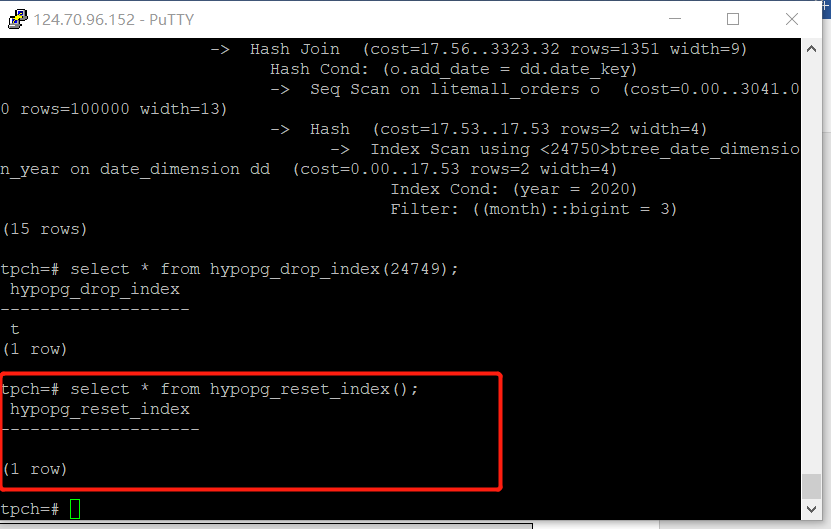 124.70.96.152 - PuTTY
-> Hash Join (cost=17.56..3323.32 rows=1351 width=9)
Hash Cond: (o.add_date = dd.date_key)
-> Seq Scan on litemall_orders o (cost=0.00..3041.0
0 rows=100000 width=13)
-> Hash (cost=17.53..17.53 rows=2 width=4)
-> Index Scan using <24750>btree_date_dimensio
n_year on date_dimension dd (cost=0.00..17.53 rows=2 width=4)
Index Cond: (year = 2020)
Filter: ((month)::bigint = 3)
(15 rows)
tpch=# select * from hypopg_drop_index(24749);
hypopg_drop_index
-------------------
t
(1 row)
tpch=# select * from hypopg_reset_index();
hypopg_reset_index
--------------------
(1 row)
tpch=#